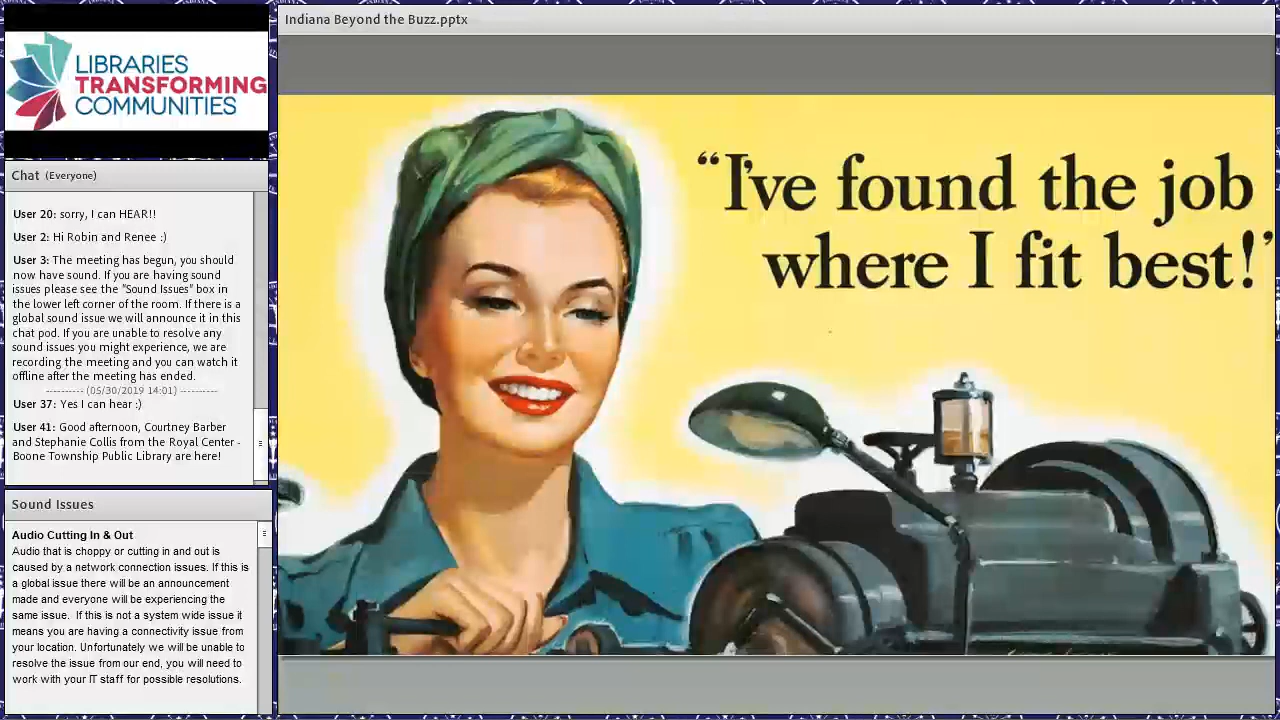 Indiana Beyond the Buzz.pptx
LIBRARIES
TRANSFORMING
COMMUNITIES
Chat (Everyone)
User 20: sorry, I can HEAR!!
User 2: Hi Robin and Renee :)
User 3: The meeting has begun, you should
now have sound. If you are having sound
issues please see the "Sound Issues" box in
the lower left corner of the room. If there is a
global sound issue we will announce it in this
chat pod. If you are unable to resolve any
sound issues you might experience, we are
recording the meeting and you can watch it
offline after the meeting has ended.
---------- (05/30/2019 14:01) ----------
User 37: Yes I can hear :)
User 41: Good afternoon, Courtney Barber
and Stephanie Collis from the Royal Center -
Boone Township Public Library are here!
Sound Issues
Audio Cutting In & Out
Audio that is choppy or cutting in and out is
caused by a network connection issues. If this is
a global issue there will be an announcement
made and everyone will be experiencing the
same issue.  If this is not a system wide issue it
means you are having a connectivity issue from
your location. Unfortunately we will be unable to
resolve the issue from our end, you will need to
work with your IT staff for possible resolutions.
“I've found the job
where I fit best!”